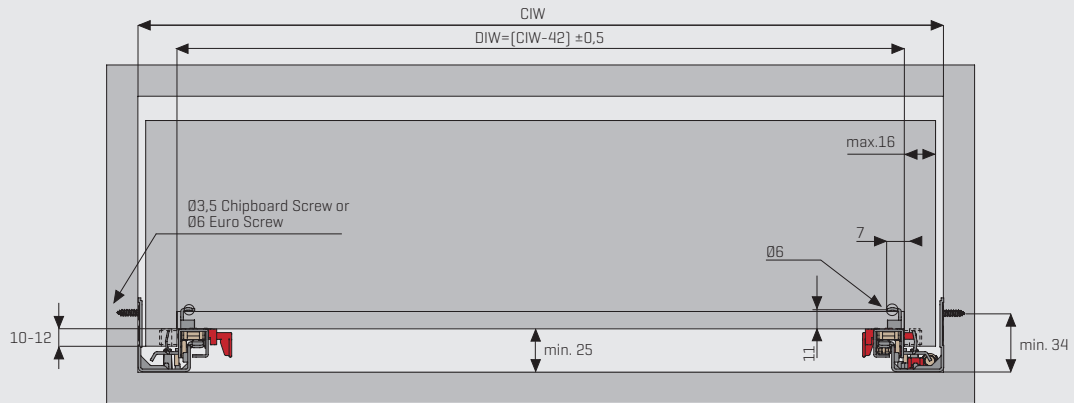 CIW
DIW=(CIW-42) ±0,5
max.16
Ø3,5 Chipboard Screw or
Ø6 Euro Screw
7
Ø6
10-12
min. 25
11
min. 34